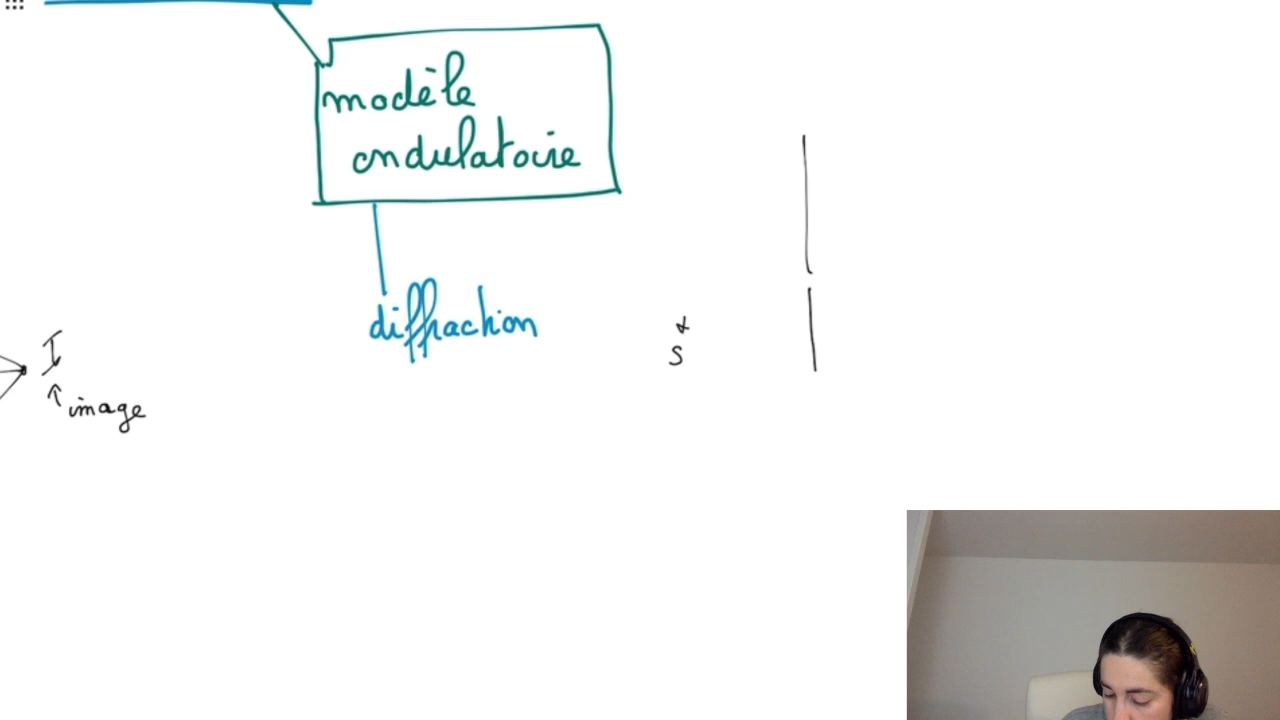 modèle
ondulatoire
diffraction
S
I
↑ image